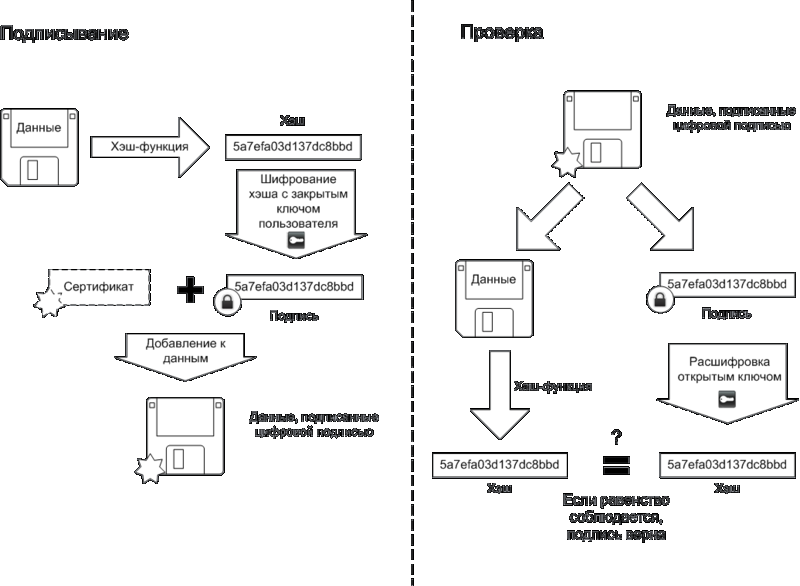 Подписывание
Данные
Хэш-функция
Хэш
5a7efa03d137dc8bbd
Шифрование
хэша с закрытым
ключом
пользователя
Сертификат
5a7efa03d137dc8bbd
Подпись
Добавление к
данным
Данные, подписанные
цифровой подписью
Проверка
Данные, подписанные
цифровой подписью
Данные
5a7efa03d137dc8bbd
Подпись
Хэш-функция
Расшифровка
открытым ключом
5a7efa03d137dc8bbd
Хэш
?
5a7efa03d137dc8bbd
Хэш
Если равенство
соблюдается,
подпись верна